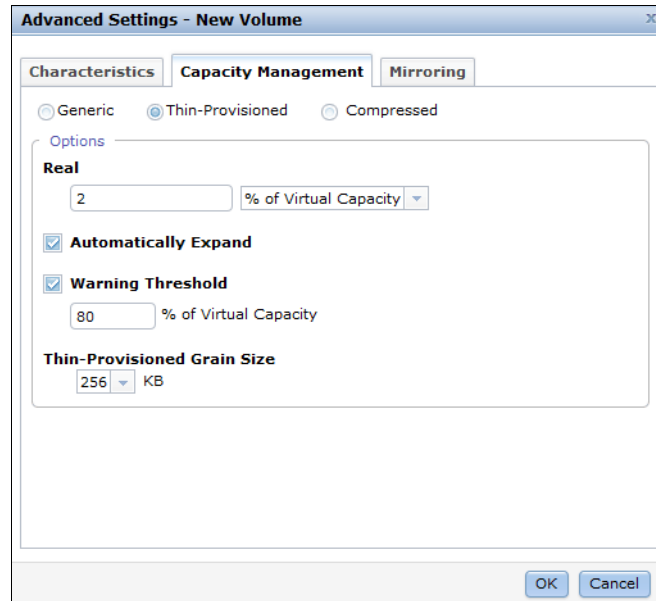 Advanced Settings - New Volume x
Characteristics Capacity Management Mirroring
Generic Thin-Provisioned Compressed
Options
Real
2 % of Virtual Capacity
Automatically Expand
Warning Threshold
80 % of Virtual Capacity
Thin-Provisioned Grain Size
256 KB
OK Cancel